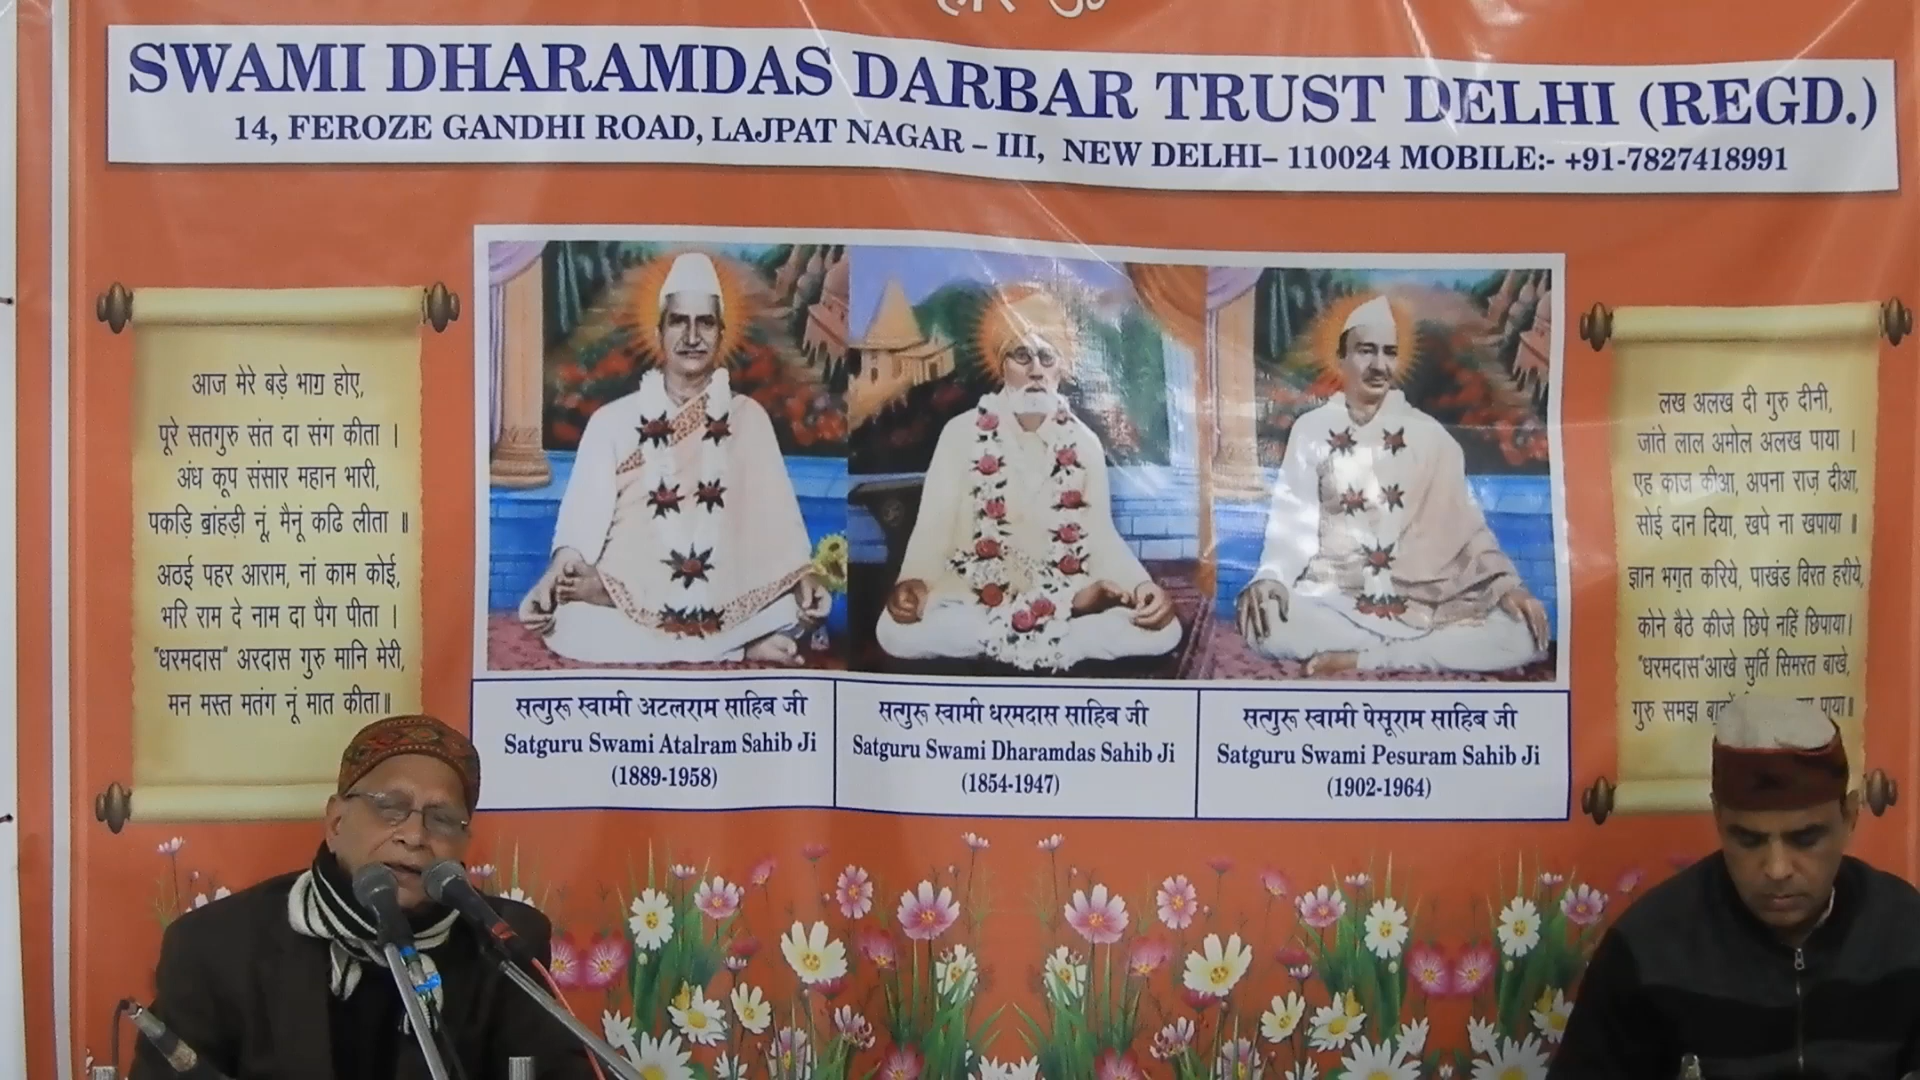 हरि ॐ
SWAMI DHARAMDAS DARBAR TRUST DELHI (REGD.)
14, FEROZE GANDHI ROAD, LAJPAT NAGAR – III, NEW DELHI– 110024 MOBILE:- +91-7827418991
आज मेरे बड़े भाग॒ होए,
पूरे सतगुरु संत दा संग कीता ।
अंध कूप संसार महान भारी,
पकड़ि ॿांहड़ी नूं, मैनूं कढि लीता ॥
अठई पहर आराम, नां काम कोई,
भरि राम दे नाम दा पैग पीता ।
"धरमदास" अरदास गुरु मानि मेरी,
मन मस्त मतंग नूं मात कीता॥
लख अलख दी गुरु दीनी,
जांते लाल अमोल अलख पाया ।
एह काज कीआ, अपना राज़ दीआ,
सोई दान दिया, खपे ना खपाया ॥
ज्ञान भगत करिये, पाखंड विरत हरीये,
कोने बैठे कीजे छिपे नहिं छिपाया।
"धरमदास"आखे सुर्ति सिमरत बाखे,
गुरु समझ पाया॥
सत्गुरू स्वामी अटलराम साहिब जी
Satguru Swami Atalram Sahib Ji
(1889-1958)
सत्गुरू स्वामी धरमदास साहिब जी
Satguru Swami Dharamdas Sahib Ji
(1854-1947)
सत्गुरू स्वामी पेसूराम साहिब जी
Satguru Swami Pesuram Sahib Ji
(1902-1964)